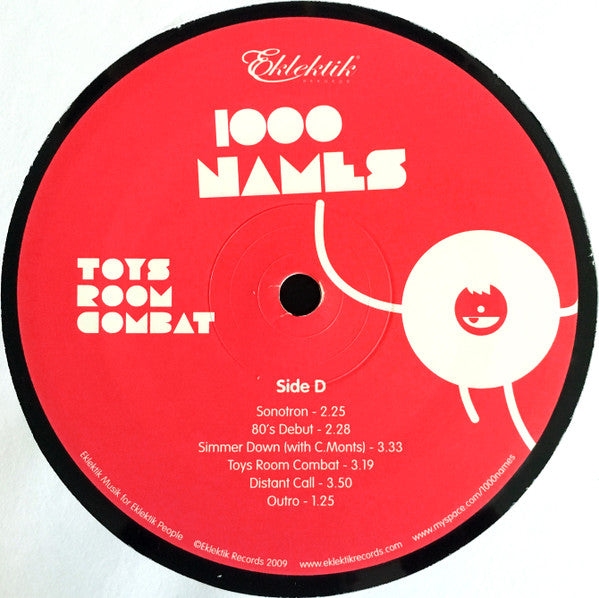 Eklektik®
RECORDS
1000
NAMES
TOYS
ROOM
COMBAT
Side D
Sonotron - 2.25
80's Debut - 2.28
Simmer Down (with C.Monts) - 3.33
Toys Room Combat - 3.19
Distant Call - 3.50
Outro - 1.25
Eklektik Musik for Eklektik People
©Eklektik Records 2009
www.eklektikrecords.com
www.myspace.com/1000names